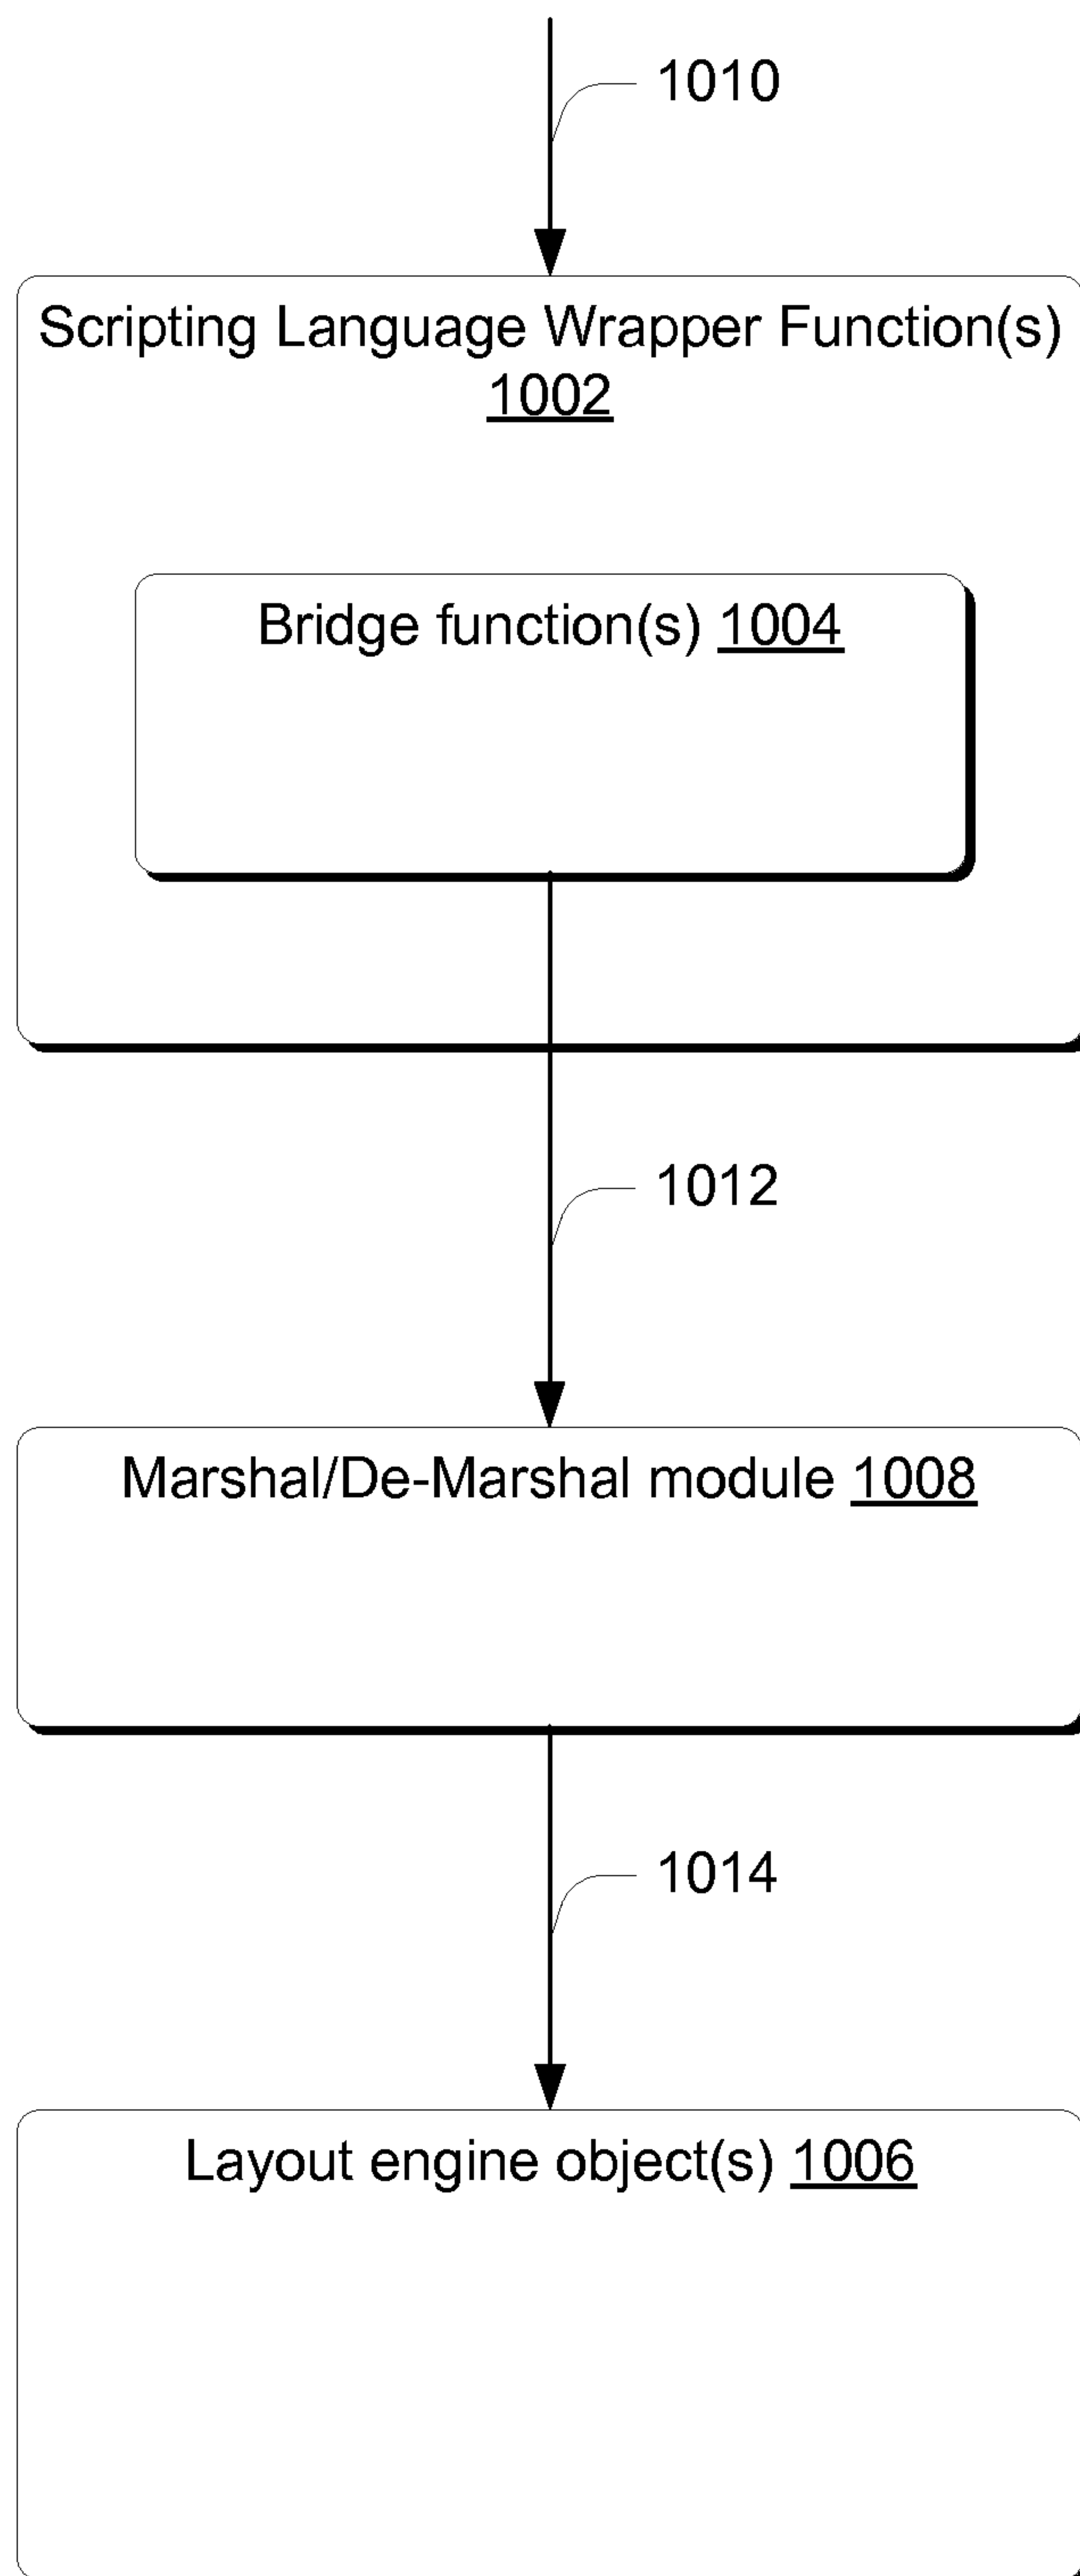 1010
Scripting Language Wrapper Function(s)
1002
Bridge function(s) 1004
1012
Marshal/De-Marshal module 1008
1014
Layout engine object(s) 1006